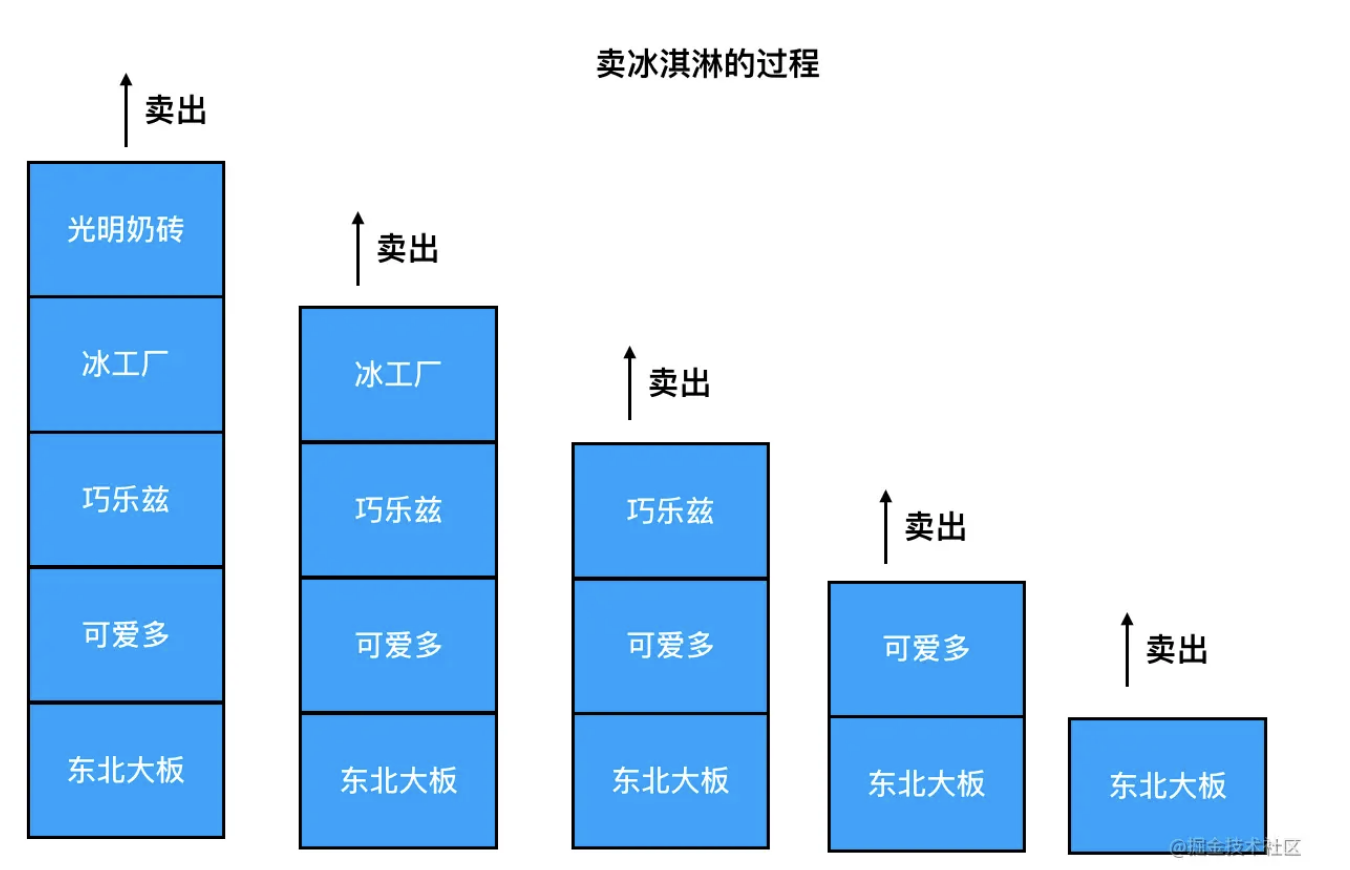 卖冰淇淋的过程
卖出
光明奶砖
冰工厂
巧乐兹
可爱多
东北大板
卖出
冰工厂
巧乐兹
可爱多
东北大板
卖出
巧乐兹
可爱多
东北大板
卖出
可爱多
东北大板
卖出
东北大板
@掘金技术社区